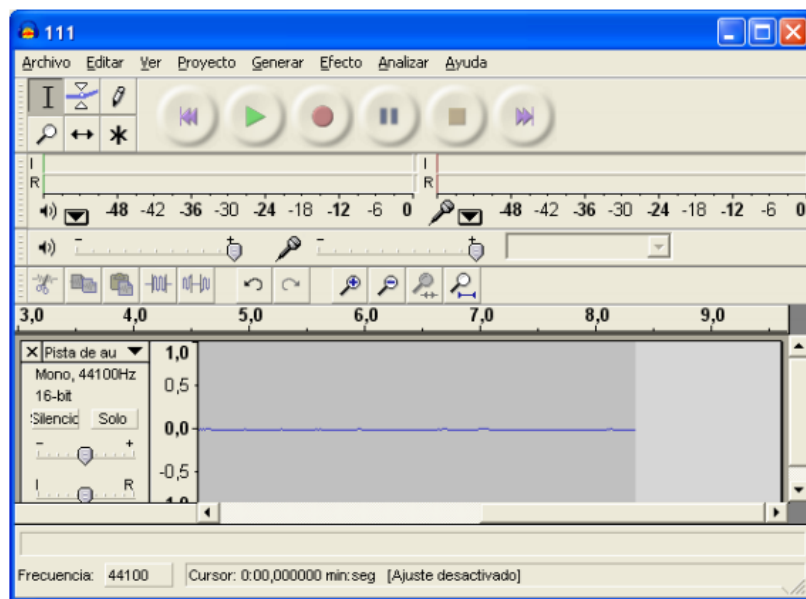 111
Archivo Editar Ver Proyecto Generar Efecto Analizar Ayuda
I I
R R
-48 -42 -36 -30 -24 -18 -12 -6 0 -48 -42 -36 -30 -24 -18 -12 -6 0
- + - +
3,0 4,0 5,0 6,0 7,0 8,0 9,0
X Pista de au 1,0
Mono, 44100Hz
16-bit 0,5
Silencio Solo
- + 0,0
-0,5
I R
1,0
Frecuencia: 44100 Cursor: 0:00,000000 min:seg [Ajuste desactivado]